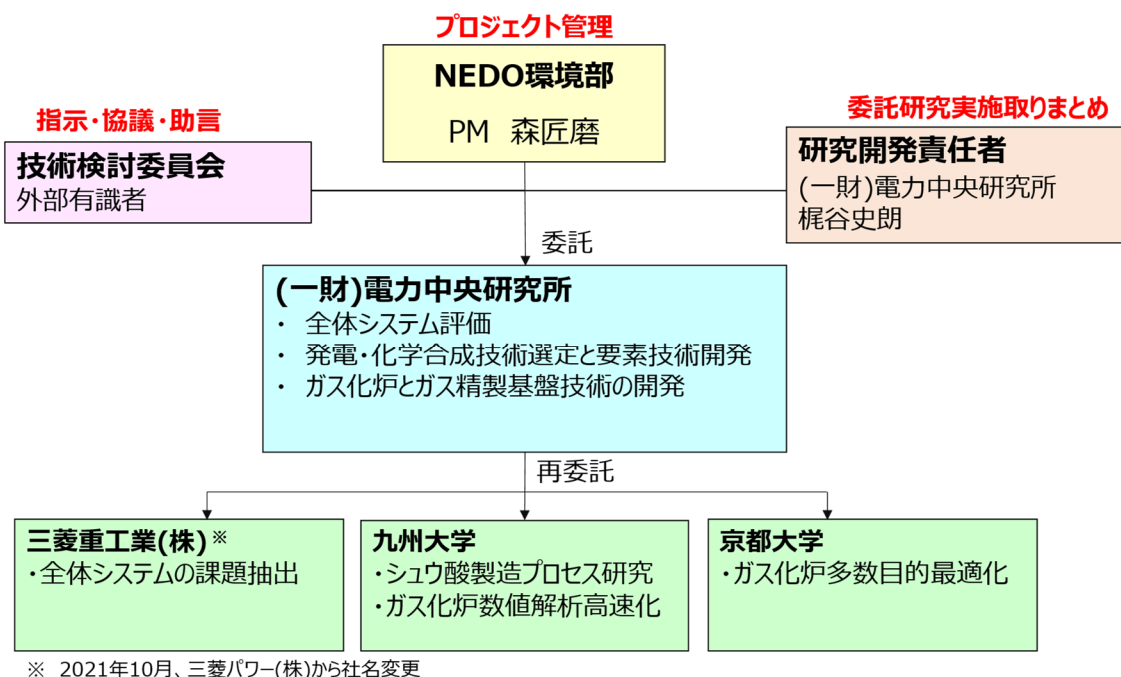 プロジェクト管理
NEDO環境部
PM 森匠磨
指示・協議・助言
技術検討委員会
外部有識者
委託研究実施取りまとめ
研究開発責任者
(一財)電力中央研究所
梶谷史朗
委託
(一財)電力中央研究所
・ 全体システム評価
・ 発電・化学合成技術選定と要素技術開発
・ ガス化炉とガス精製基盤技術の開発
再委託
三菱重工業(株)※
・全体システムの課題抽出
九州大学
・シュウ酸製造プロセス研究
・ガス化炉数値解析高速化
京都大学
・ガス化炉多数目的最適化
※ 2021年10月、三菱パワー(株)から社名変更